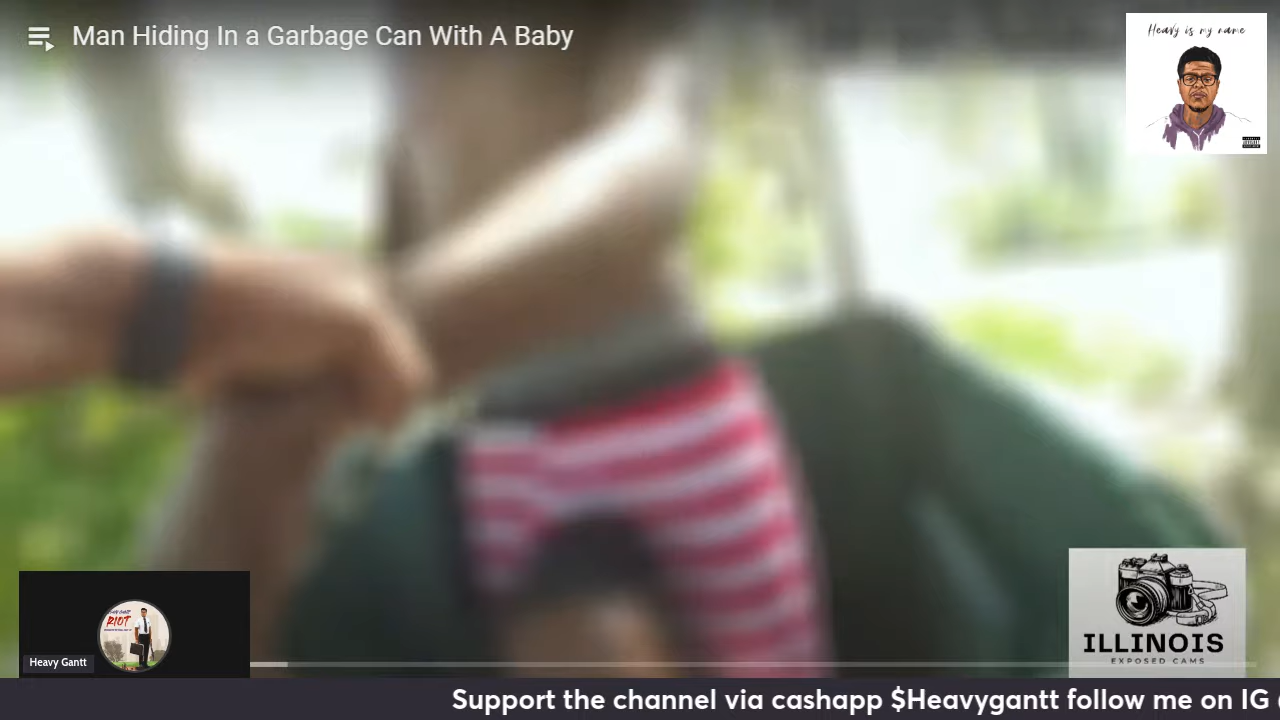 Man Hiding In a Garbage Can With A Baby
Heavy is my name
RIOT
Heavy Gantt
ILLINOIS
EXPOSED CAMS
Support the channel via cashapp $Heavygantt follow me on IG